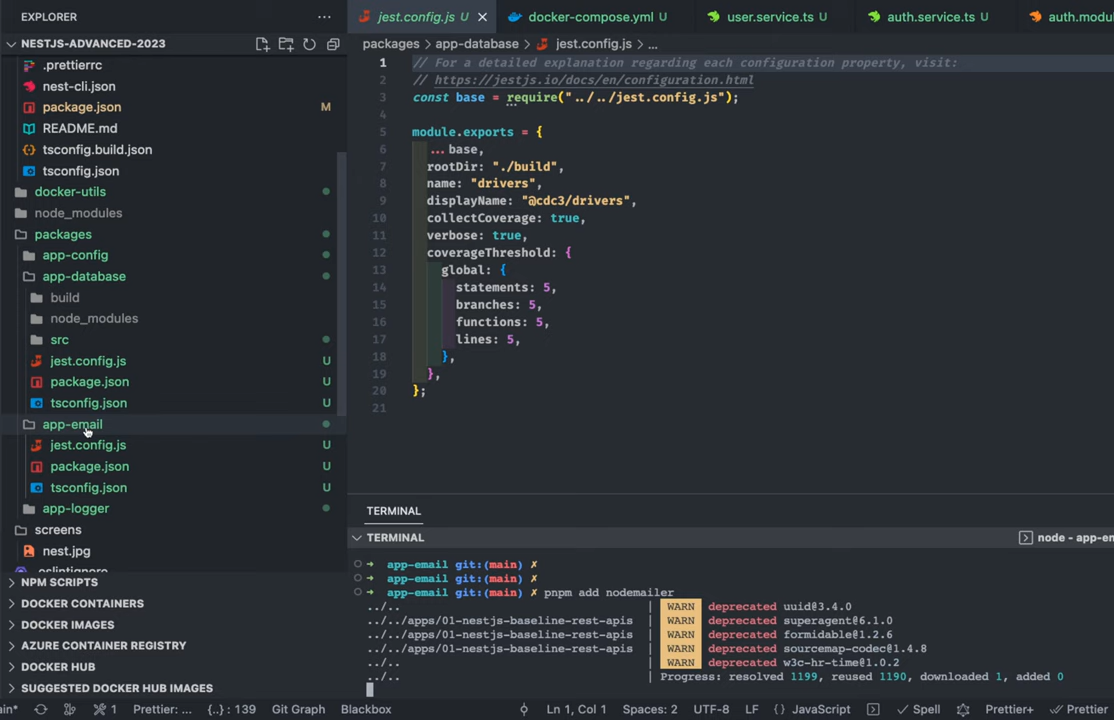 EXPLORER ...
NESTJS-ADVANCED-2023
.prettierrc
nest-cli.json
package.json M
README.md
tsconfig.build.json
tsconfig.json
docker-utils
node_modules
packages
app-config
app-database
build
node_modules
src
jest.config.js U
package.json U
tsconfig.json U
app-email
jest.config.js U
package.json U
tsconfig.json U
app-logger
screens
nest.jpg
.eslintignore
NPM SCRIPTS
DOCKER CONTAINERS
DOCKER IMAGES
AZURE CONTAINER REGISTRY
DOCKER HUB
SUGGESTED DOCKER HUB IMAGES
jest.config.js U docker-compose.yml U user.service.ts U auth.service.ts U auth.modu
packages > app-database > jest.config.js > ...
1 // For a detailed explanation regarding each configuration property, visit:
2 // https://jestjs.io/docs/en/configuration.html
3 const base = require("../../jest.config.js");
4
5 module.exports = {
6 ...base,
7 rootDir: "./build",
8 name: "drivers",
9 displayName: "@cdc3/drivers",
10 collectCoverage: true,
11 verbose: true,
12 coverageThreshold: {
13 global: {
14 statements: 5,
15 branches: 5,
16 functions: 5,
17 lines: 5,
18 },
19 },
20 };
21
TERMINAL
TERMINAL node - app-em
→ app-email git:(main) ✗
→ app-email git:(main) ✗
→ app-email git:(main) ✗ pnpm add nodemailer
../.. | WARN deprecated uuid@3.4.0
../../apps/01-nestjs-baseline-rest-apis | WARN deprecated superagent@6.1.0
../../apps/01-nestjs-baseline-rest-apis | WARN deprecated formidable@1.2.6
../../apps/01-nestjs-baseline-rest-apis | WARN deprecated sourcemap-codec@1.4.8
../.. | WARN deprecated w3c-hr-time@1.0.2
../.. | Progress: resolved 1199, reused 1190, downloaded 1, added 0
ain* 1 Prettier: ... {..} : 139 Git Graph Blackbox Ln 1, Col 1 Spaces: 2 UTF-8 LF {} JavaScript Spell Prettier+ Prettier